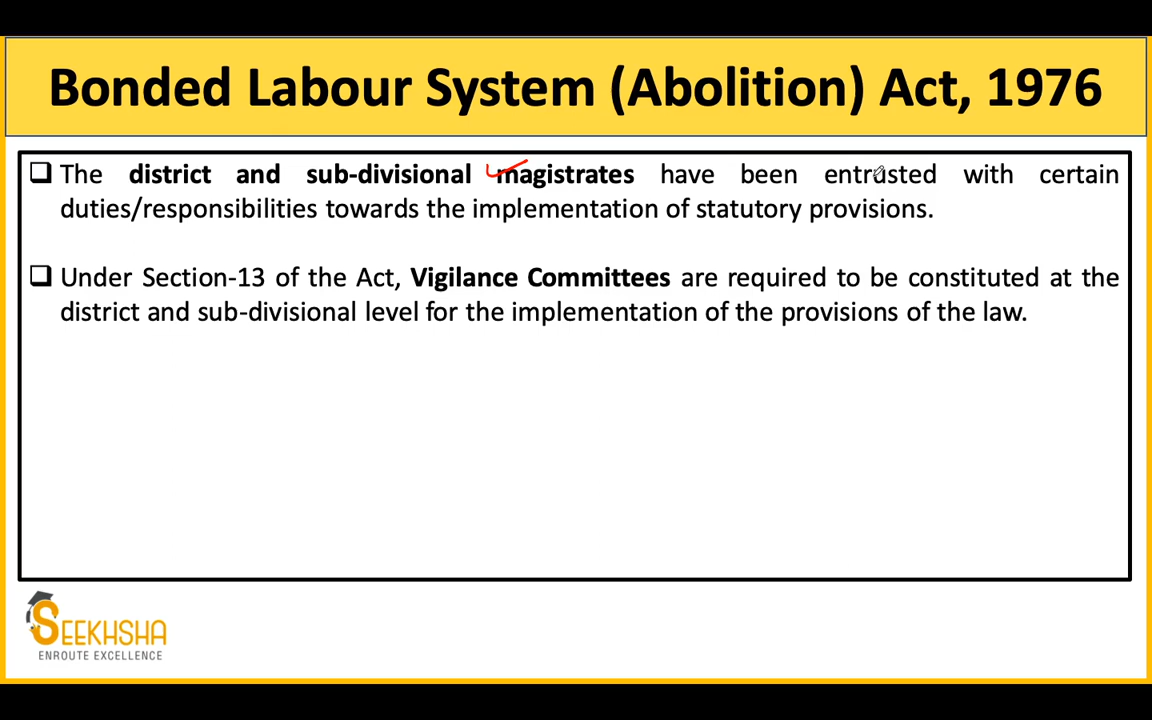 Bonded Labour System (Abolition) Act, 1976
The district and sub-divisional magistrates have been entrusted with certain
duties/responsibilities towards the implementation of statutory provisions.
Under Section-13 of the Act, Vigilance Committees are required to be constituted at the
district and sub-divisional level for the implementation of the provisions of the law.
SEEKHSHA
ENROUTE EXCELLENCE